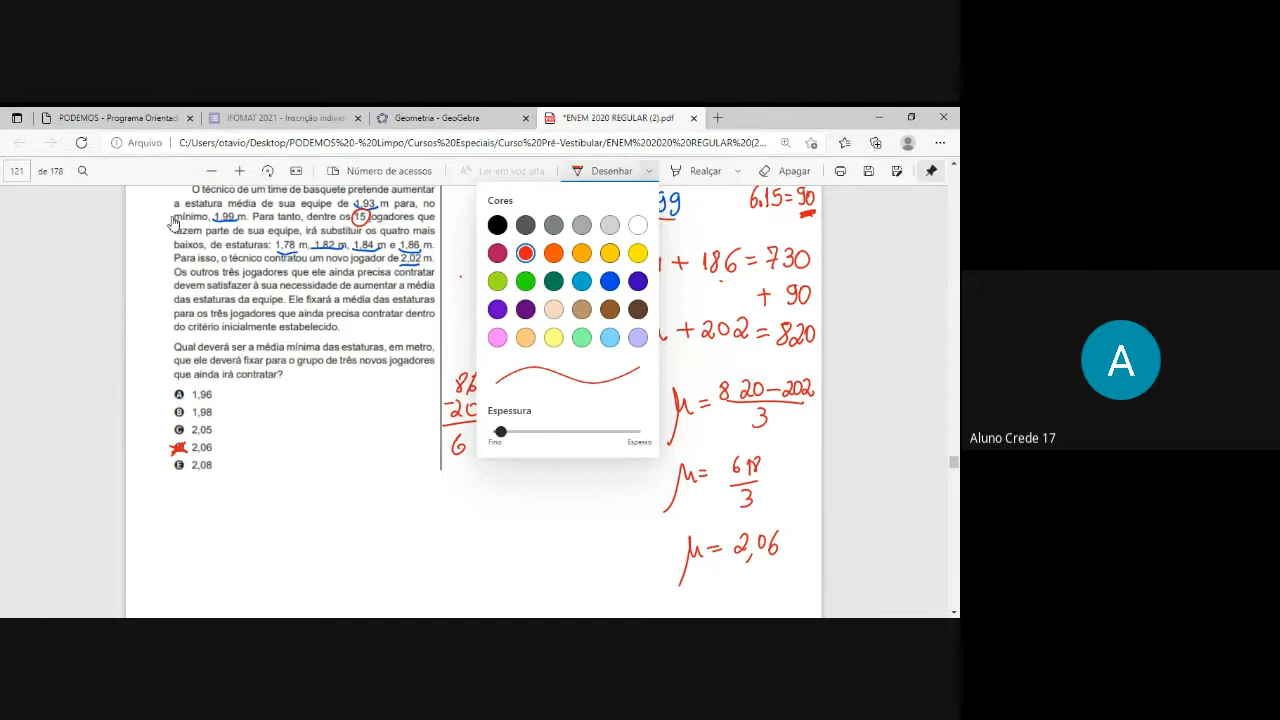 PODEMOS - Programa Orientad
IFOMAT 2021 - Inscrição individ
Geometria - GeoGebra
*ENEM 2020 REGULAR (2).pdf
Arquivo
C:/Users/otavio/Desktop/PODEMOS%20-%20Limpo/Cursos%20Especiais/Curso%20Pré-Vestibular/ENEM%202020%20REGULAR%20(2...
121 de 178
Número de acessos
Ler em voz alta
Desenhar
Realçar
Apagar
O técnico de um time de basquete pretende aumentar
a estatura média de sua equipe de 1,93 m para, no
mínimo, 1,99 m. Para tanto, dentre os 15 jogadores que
fazem parte de sua equipe, irá substituir os quatro mais
baixos, de estaturas: 1,78 m, 1,82 m, 1,84 m e 1,86 m.
Para isso, o técnico contratou um novo jogador de 2,02 m.
Os outros três jogadores que ele ainda precisa contratar
devem satisfazer à sua necessidade de aumentar a média
das estaturas da equipe. Ele fixará a média das estaturas
para os três jogadores que ainda precisa contratar dentro
do critério inicialmente estabelecido.
Qual deverá ser a média mínima das estaturas, em metro,
que ele deverá fixar para o grupo de três novos jogadores
que ainda irá contratar?
A 1,96
B 1,98
C 2,05
2,06
E 2,08
Cores
Espessura
Fino
Espesso
99
6.15=90
+ 186 = 730
+ 90
+ 202 = 820
μ = 820-202
3
μ = 618
3
μ = 2,06
-20
6
A
Aluno Crede 17